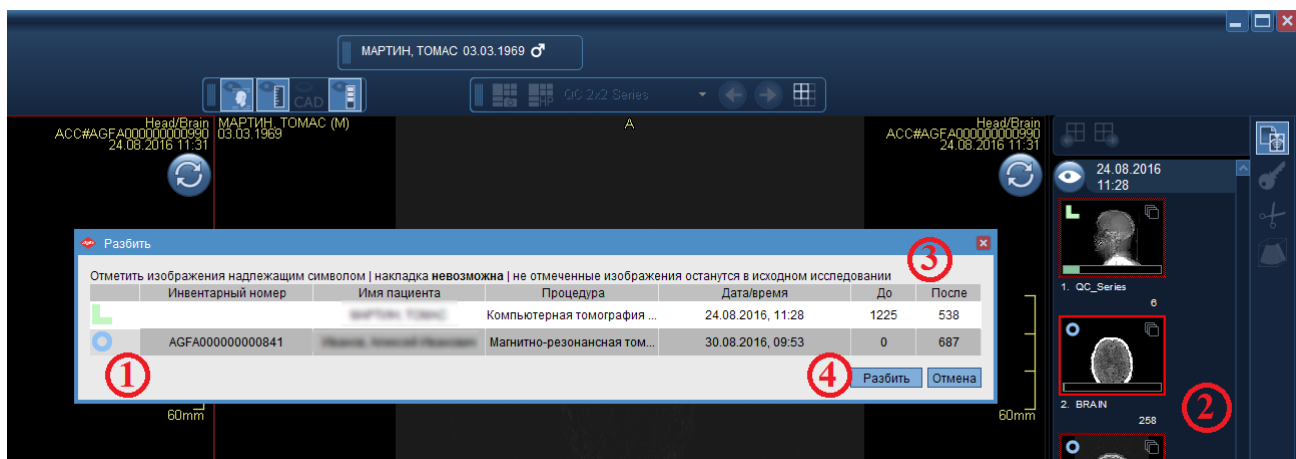 МАРТИН, ТОМАС 03.03.1969
CAD
QC 2x2 Series
HP
Head/Brain
ACC#AGFA000000000990
24.08.2016 11:31
МАРТИН, ТОМАС (M)
03.03.1969
A
Head/Brain
ACC#AGFA000000000990
24.08.2016 11:31
24.08.2016
11:28
1. QC_Series
6
2. BRAIN
258
Разбить
Отметить изображения надлежащим символом | накладка невозможна | не отмеченные изображения останутся в исходном исследовании
Инвентарный номер Имя пациента Процедура Дата/время До После
Компьютерная томография ... 24.08.2016, 11:28 1225 538
AGFA000000000841 Магнитно-резонансная том... 30.08.2016, 09:53 0 687
Разбить Отмена
60mm
60mm
1
2
3
4